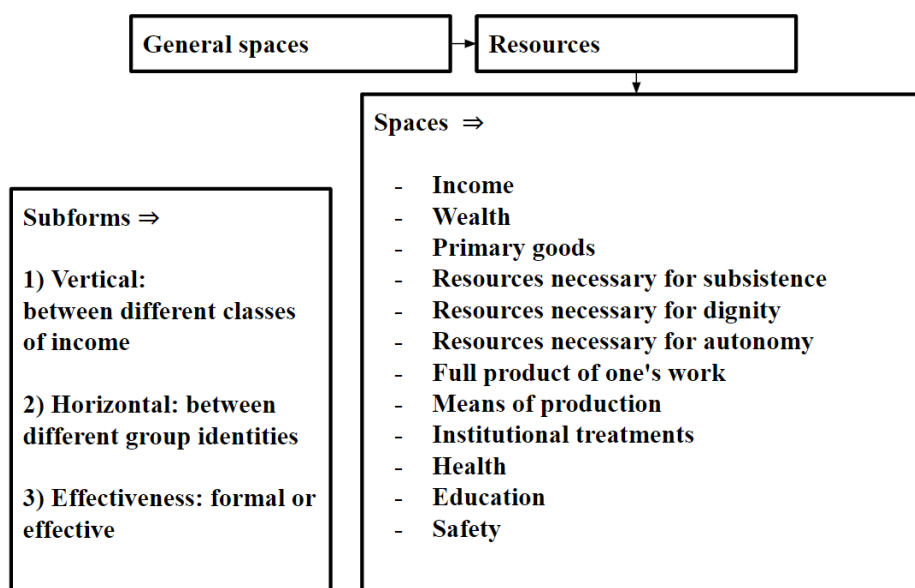 General spaces
Resources
Spaces ⇒
- Income
- Wealth
- Primary goods
- Resources necessary for subsistence
- Resources necessary for dignity
- Resources necessary for autonomy
- Full product of one's work
- Means of production
- Institutional treatments
- Health
- Education
- Safety
Subforms ⇒
1) Vertical:
between different classes
of income
2) Horizontal: between
different group identities
3) Effectiveness: formal or
effective